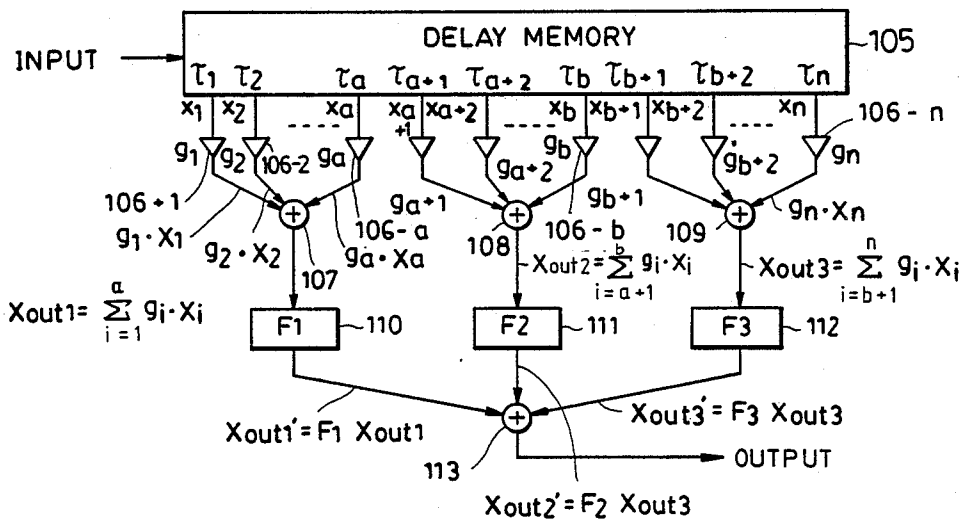 DELAY MEMORY
INPUT
105
τ1 τ2 τa τa+1 τa+2 τb τb+1 τb+2 τn
x1 x2 xa xa+1 xa+2 xb xb+1 xb+2 xn
106-n
g1 g2 106-2 ga ga+2 gb gb+2 gn
106+1 ga+1 gb+1
g1·X1 g2·X2 107 106-a 108 106-b 109 gn·Xn
ga·Xa
Xout1= a∑i=1 gi·Xi
Xout2= b∑i=a+1 gi·Xi
Xout3= n∑i=b+1 gi·Xi
F1 110 F2 111 F3 112
Xout1'=F1 Xout1
Xout3'=F3 Xout3
113
OUTPUT
Xout2'=F2 Xout3